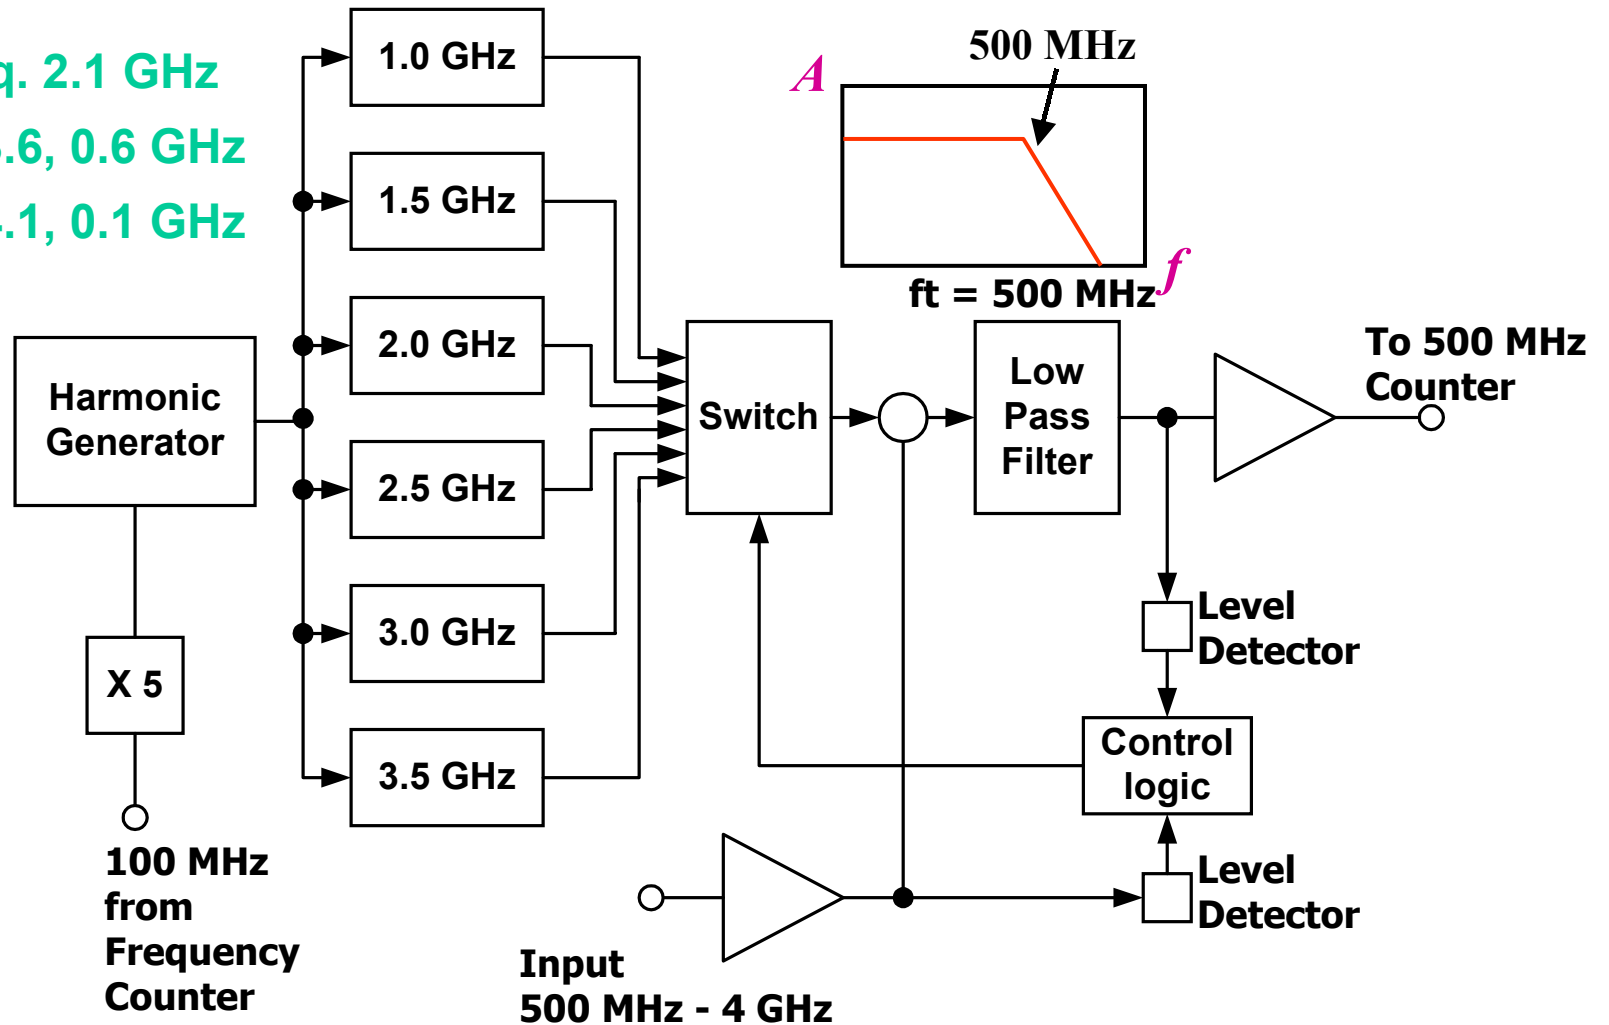 q. 2.1 GHz
.6, 0.6 GHz
.1, 0.1 GHz
1.0 GHz
1.5 GHz
2.0 GHz
2.5 GHz
3.0 GHz
3.5 GHz
Harmonic
Generator
X 5
100 MHz
from
Frequency
Counter
500 MHz
A
f
ft = 500 MHz
Switch
Low
Pass
Filter
To 500 MHz
Counter
Level
Detector
Control
logic
Level
Detector
Input
500 MHz - 4 GHz